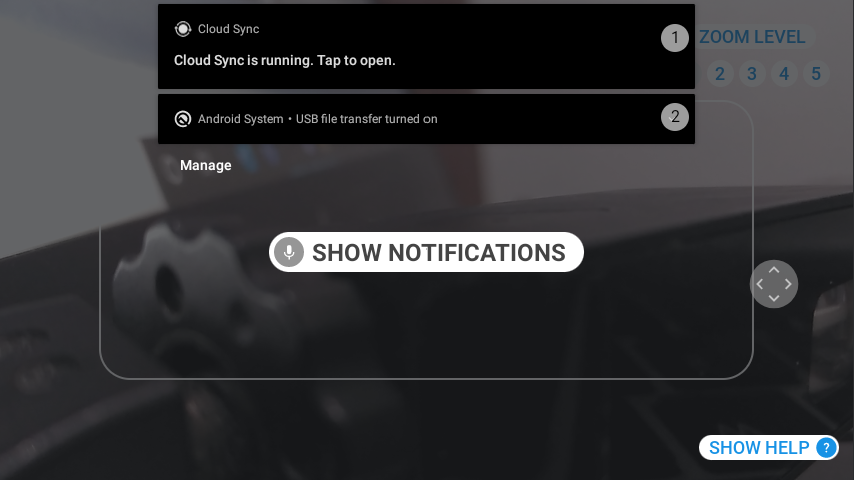 Cloud Sync
Cloud Sync is running. Tap to open.
1
ZOOM LEVEL
2 3 4 5
Android System • USB file transfer turned on
2
Manage
SHOW NOTIFICATIONS
SHOW HELP ?